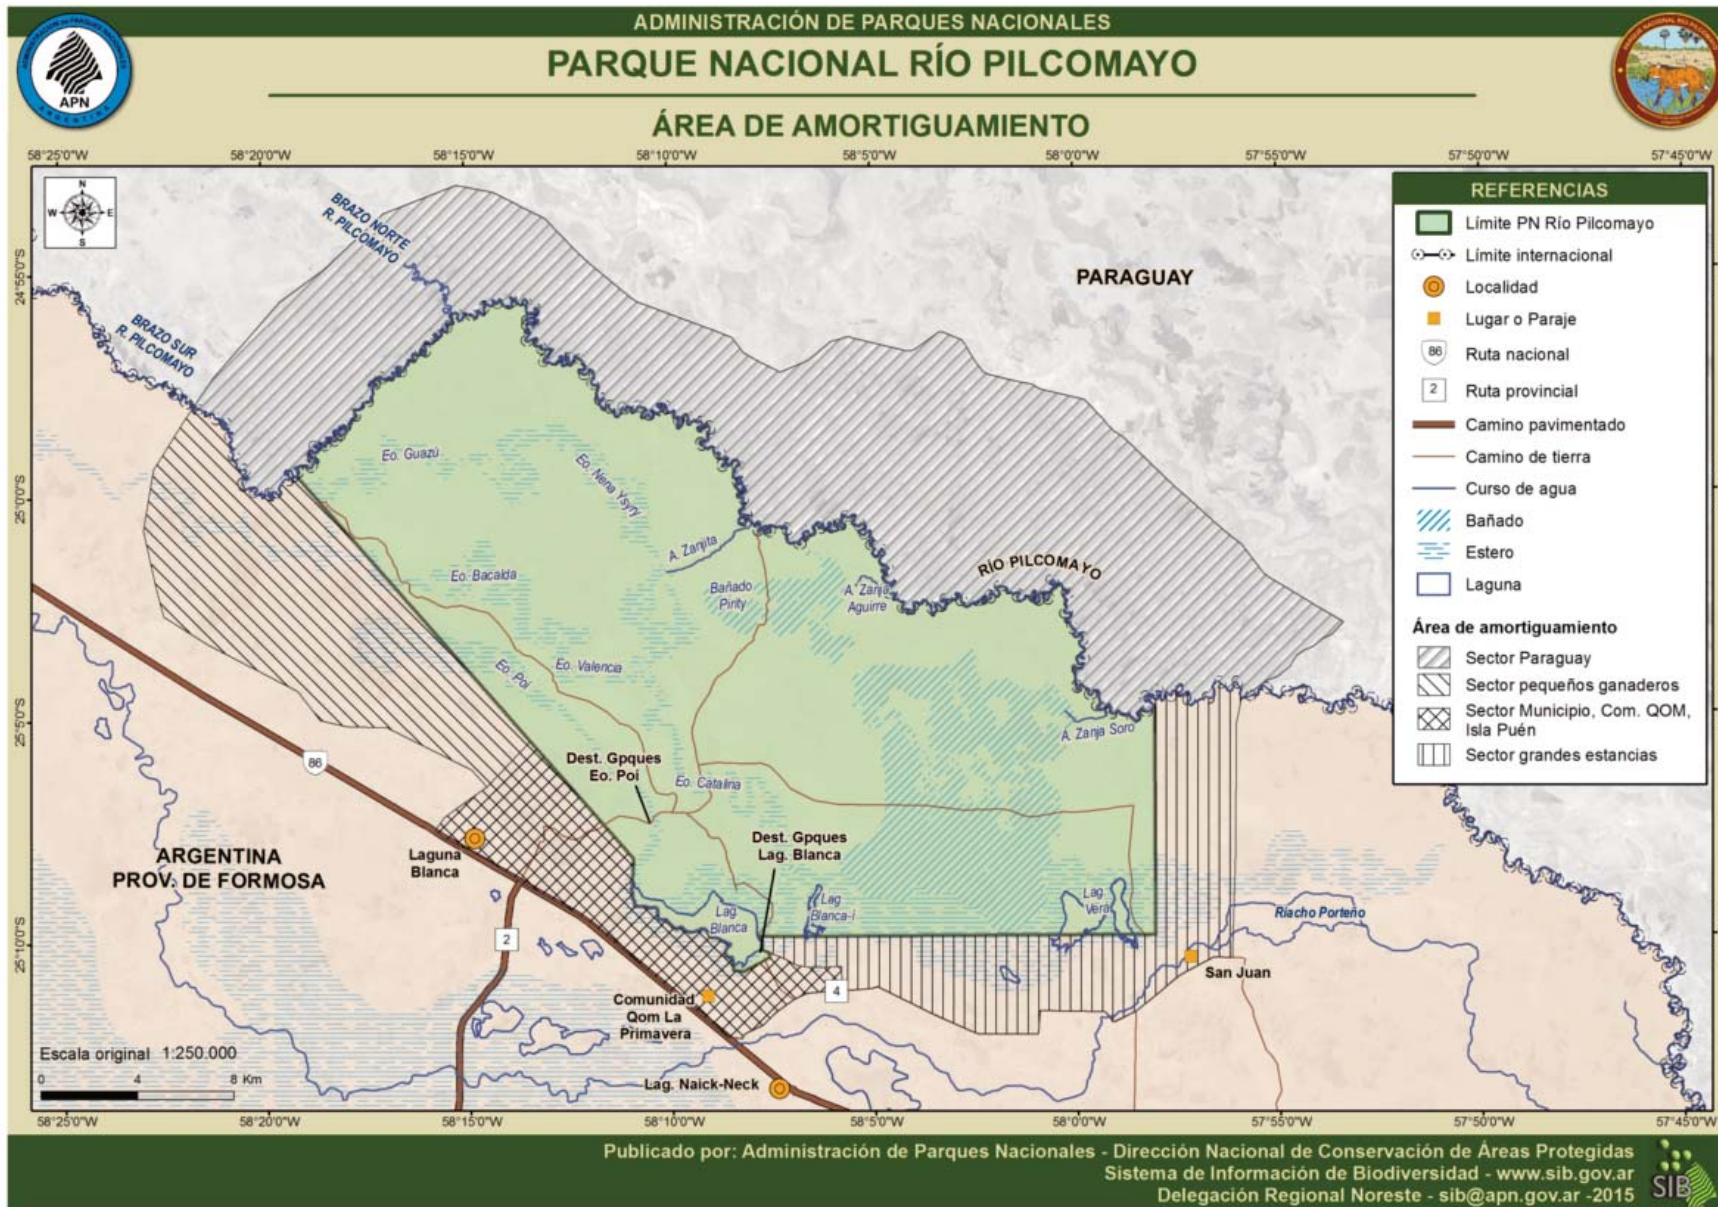 ADMINISTRACIÓN DE PARQUES NACIONALES
PARQUE NACIONAL RÍO PILCOMAYO
ÁREA DE AMORTIGUAMIENTO
ADMINISTRACIÓN DE PARQUES NACIONALES
APN
ARGENTINA
PARQUE NACIONAL RÍO PILCOMAYO
58°25'0"W
58°20'0"W
58°15'0"W
58°10'0"W
58°5'0"W
58°0'0"W
57°55'0"W
57°50'0"W
57°45'0"W
24°55'0"S
25°0'0"S
25°5'0"S
25°10'0"S
N
W
E
S
BRAZO NORTE
R. PILCOMAYO
BRAZO SUR
R. PILCOMAYO
PARAGUAY
Eo. Guazú
Eo. Nena Ysyry
A. Zanjita
RÍO PILCOMAYO
Eo. Bacalda
Bañado
Pirity
A. Zanja
Aguirre
Eo. Valencia
Eo. Poi
A. Zanja Soro
Dest. Gpques
Eo. Poi
Eo. Catalina
86
Dest. Gpques
Lag. Blanca
Laguna
Blanca
ARGENTINA
PROV. DE FORMOSA
Lag.
Blanca
Lag
Blanca-í
Lag.
Vera
Riacho Porteño
2
San Juan
4
Comunidad
Qom La
Primavera
Lag. Naick-Neck
Escala original 1:250.000
0 4 8 Km
REFERENCIAS
Límite PN Río Pilcomayo
Límite internacional
Localidad
Lugar o Paraje
86 Ruta nacional
2 Ruta provincial
Camino pavimentado
Camino de tierra
Curso de agua
Bañado
Estero
Laguna
Área de amortiguamiento
Sector Paraguay
Sector pequeños ganaderos
Sector Municipio, Com. QOM,
Isla Puén
Sector grandes estancias
58°25'0"W
58°20'0"W
58°15'0"W
58°10'0"W
58°5'0"W
58°0'0"W
57°55'0"W
57°50'0"W
57°45'0"W
Publicado por: Administración de Parques Nacionales - Dirección Nacional de Conservación de Áreas Protegidas
Sistema de Información de Biodiversidad - www.sib.gov.ar
Delegación Regional Noreste - sib@apn.gov.ar -2015
SIB